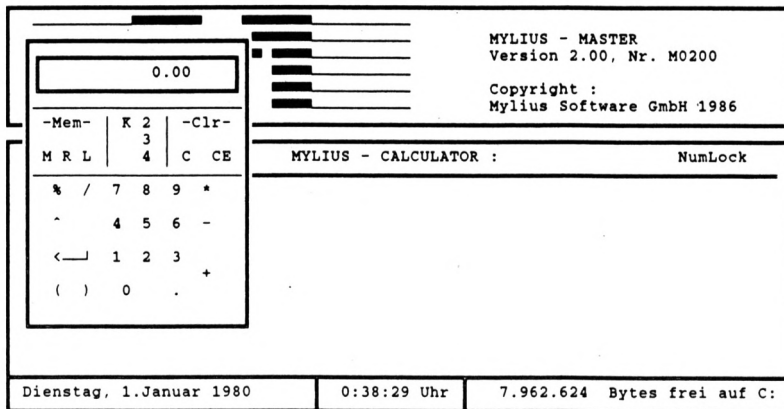 MYLIUS - MASTER
Version 2.00, Nr. M0200
Copyright :
Mylius Software GmbH 1986
0.00
-Mem- K 2 -Clr-
3
M R L 4 C CE
% / 7 8 9 *
^ 4 5 6 -
<—┘ 1 2 3
+
( ) 0 .
MYLIUS - CALCULATOR : NumLock
Dienstag, 1.Januar 1980 0:38:29 Uhr 7.962.624 Bytes frei auf C: